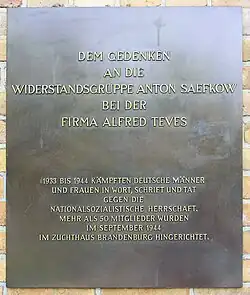 DEM GEDENKEN
AN DIE
WIDERSTANDSGRUPPE ANTON SAEFKOW
BEI DER
FIRMA ALFRED TEVES
1933 BIS 1944 KÄMPFTEN DEUTSCHE MÄNNER
UND FRAUEN IN WORT, SCHRIFT UND TAT
GEGEN DIE
NATIONALSOZIALISTISCHE HERRSCHAFT.
MEHR ALS 50 MITGLIEDER WURDEN
IM SEPTEMBER 1944
IM ZUCHTHAUS BRANDENBURG HINGERICHTET.